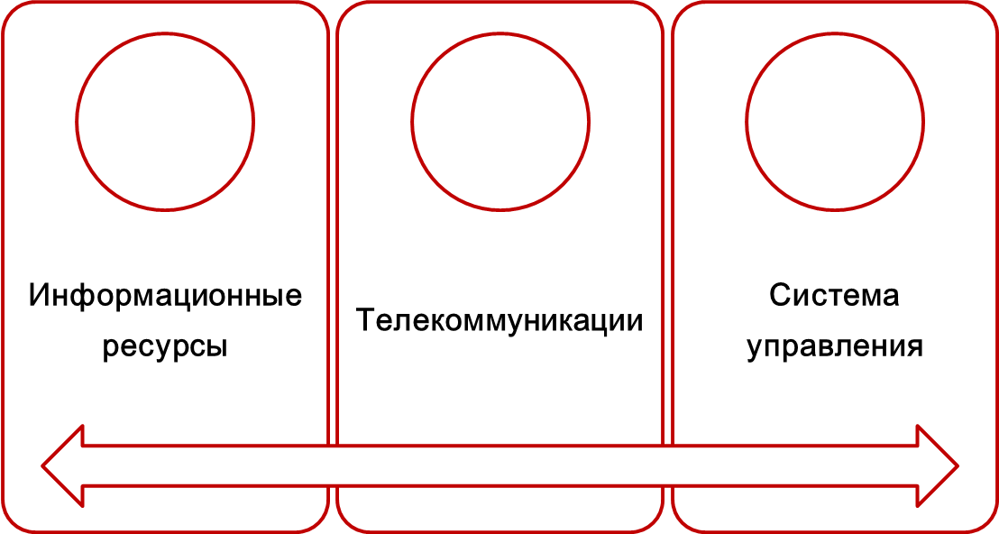 Информационные
ресурсы
Телекоммуникации
Система
управления